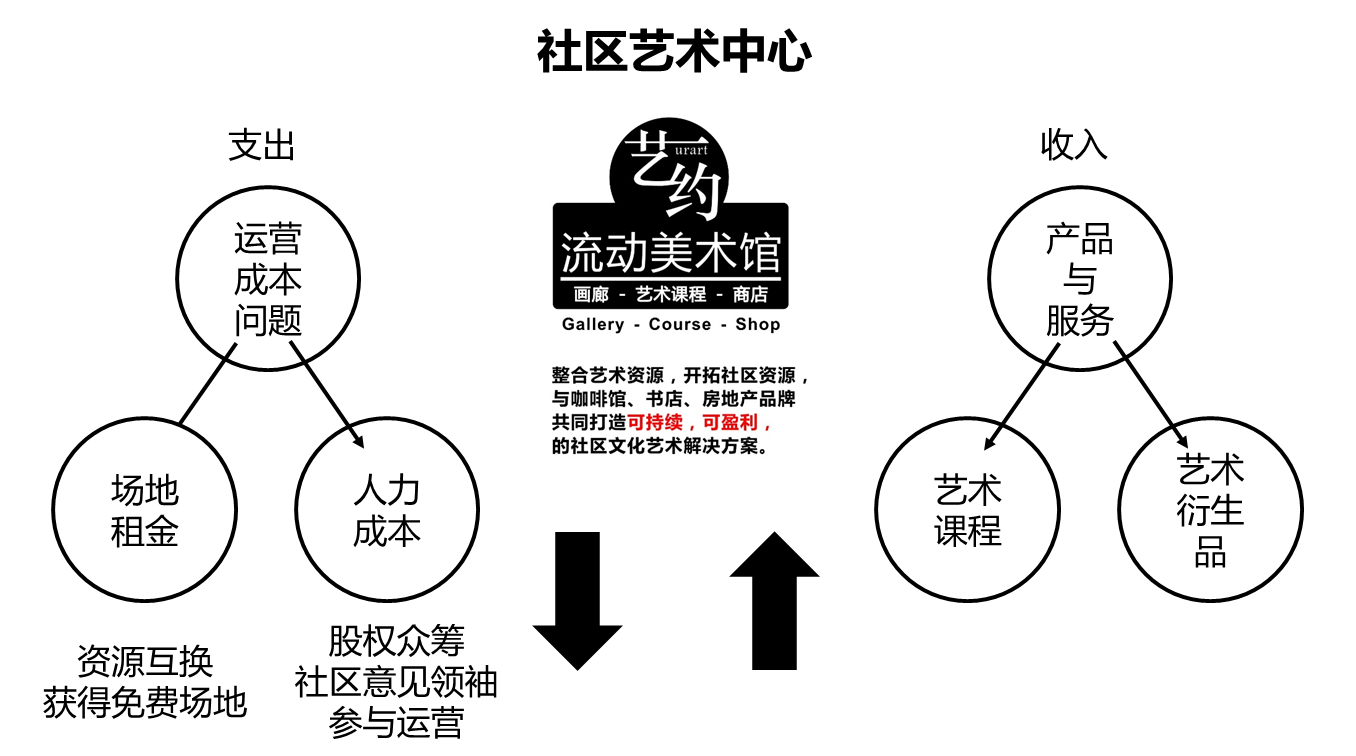 社区艺术中心
支出
运营
成本
问题
场地
租金
人力
成本
资源互换
获得免费场地
股权众筹
社区意见领袖
参与运营
艺约
urart
流动美术馆
画廊 - 艺术课程 - 商店
Gallery - Course - Shop
整合艺术资源，开拓社区资源，
与咖啡馆、书店、房地产品牌
共同打造可持续，可盈利，
的社区文化艺术解决方案。
收入
产品
与
服务
艺术
课程
艺术
衍生
品